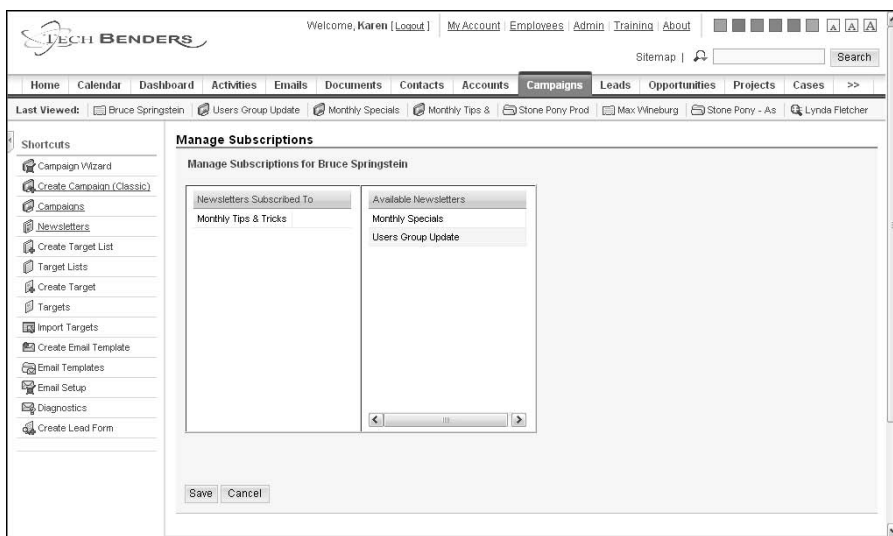 TECH BENDERS
Welcome, Karen [Logout] My Account Employees Admin Training About A A A
Sitemap Search
Home Calendar Dashboard Activities Emails Documents Contacts Accounts Campaigns Leads Opportunities Projects Cases >>
Last Viewed: Bruce Springstein Users Group Update Monthly Specials Monthly Tips & Stone Pony Prod Max Wineburg Stone Pony - As Lynda Fletcher
Shortcuts
Campaign Wizard
Create Campaign (Classic)
Campaigns
Newsletters
Create Target List
Target Lists
Create Target
Targets
Import Targets
Create Email Template
Email Templates
Email Setup
Diagnostics
Create Lead Form
Manage Subscriptions
Manage Subscriptions for Bruce Springstein
Newsletters Subscribed To
Monthly Tips & Tricks
Available Newsletters
Monthly Specials
Users Group Update
Save Cancel